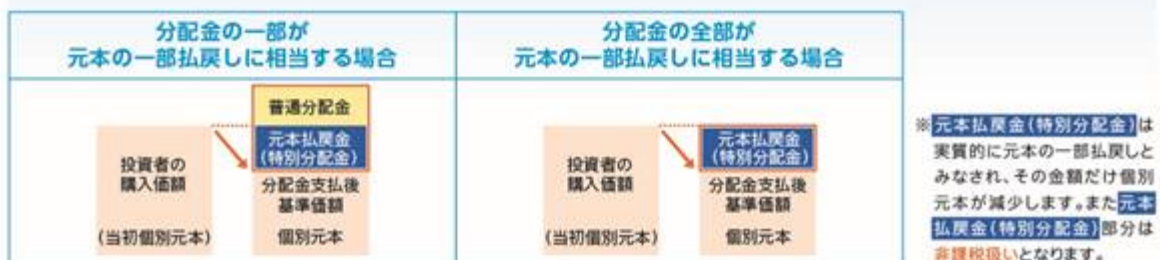 分配金の一部が
元本の一部払戻しに相当する場合
普通分配金
元本払戻金
(特別分配金)
投資者の
購入価額
分配金支払後
基準価額
(当初個別元本)
個別元本
分配金の全部が
元本の一部払戻しに相当する場合
元本払戻金
(特別分配金)
投資者の
購入価額
分配金支払後
基準価額
(当初個別元本)
個別元本
※元本払戻金(特別分配金)は
実質的に元本の一部払戻しと
みなされ、その金額だけ個別
元本が減少します。また元本
払戻金(特別分配金)部分は
非課税扱いとなります。